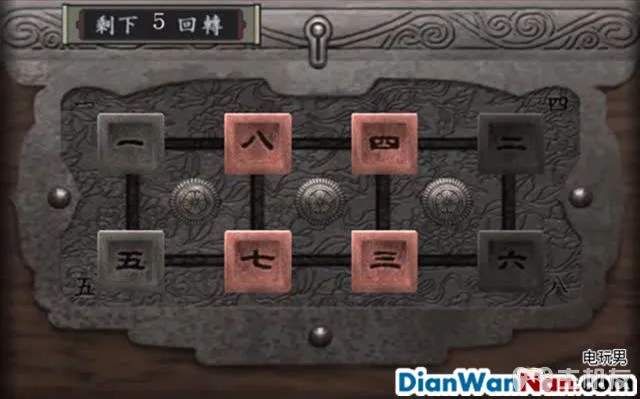 剩下 5 回轉
一 四
一 八 四 二
五 七 三 六
五 八
电玩男
DianWanNan.com